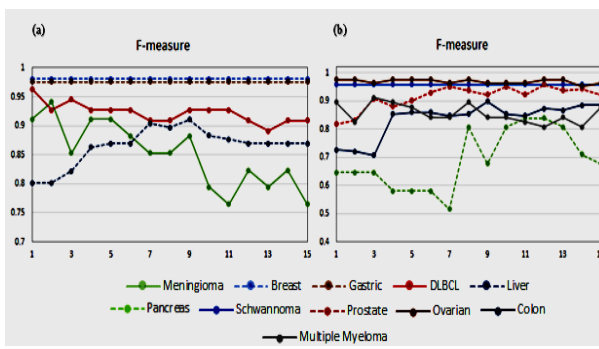 (a)
F-measure
1
0.95
0.9
0.85
0.8
0.75
0.7
1 3 5 7 9 11 13 15
(b)
F-measure
1
0.9
0.8
0.7
0.6
0.5
0.4
1 3 5 7 9 11 13 1
Meningioma Breast Gastric DLBCL Liver
Pancreas Schwannoma Prostate Ovarian Colon
Multiple Myeloma